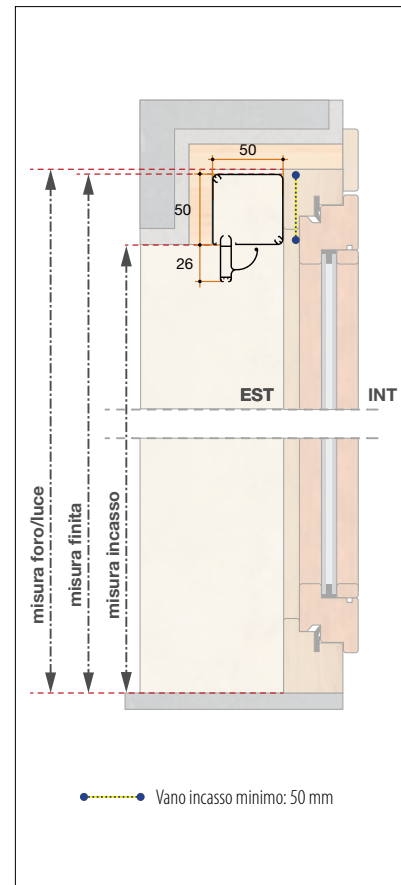 50
50
26
EST
INT
misura foro/luce
misura finita
misura incasso
Vano incasso minimo: 50 mm